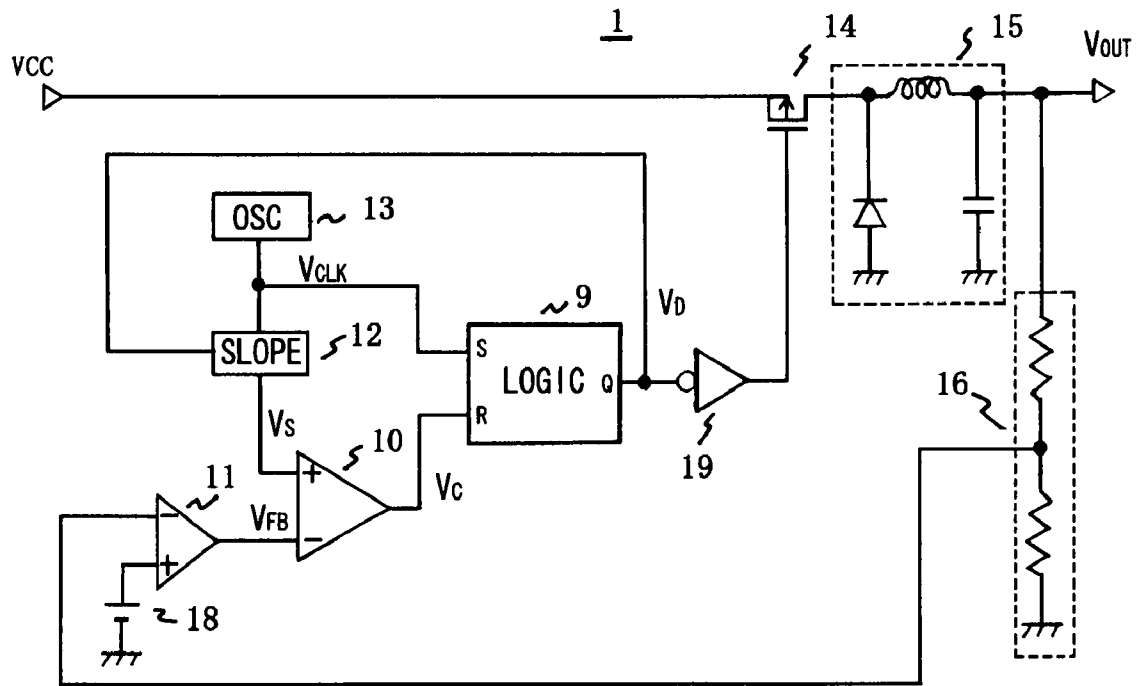 1
14
15
VOUT
VCC
OSC
13
VCLK
9
VD
SLOPE
12
S
LOGIC
Q
R
16
VS
10
19
11
VC
VFB
+
-
-
+
18